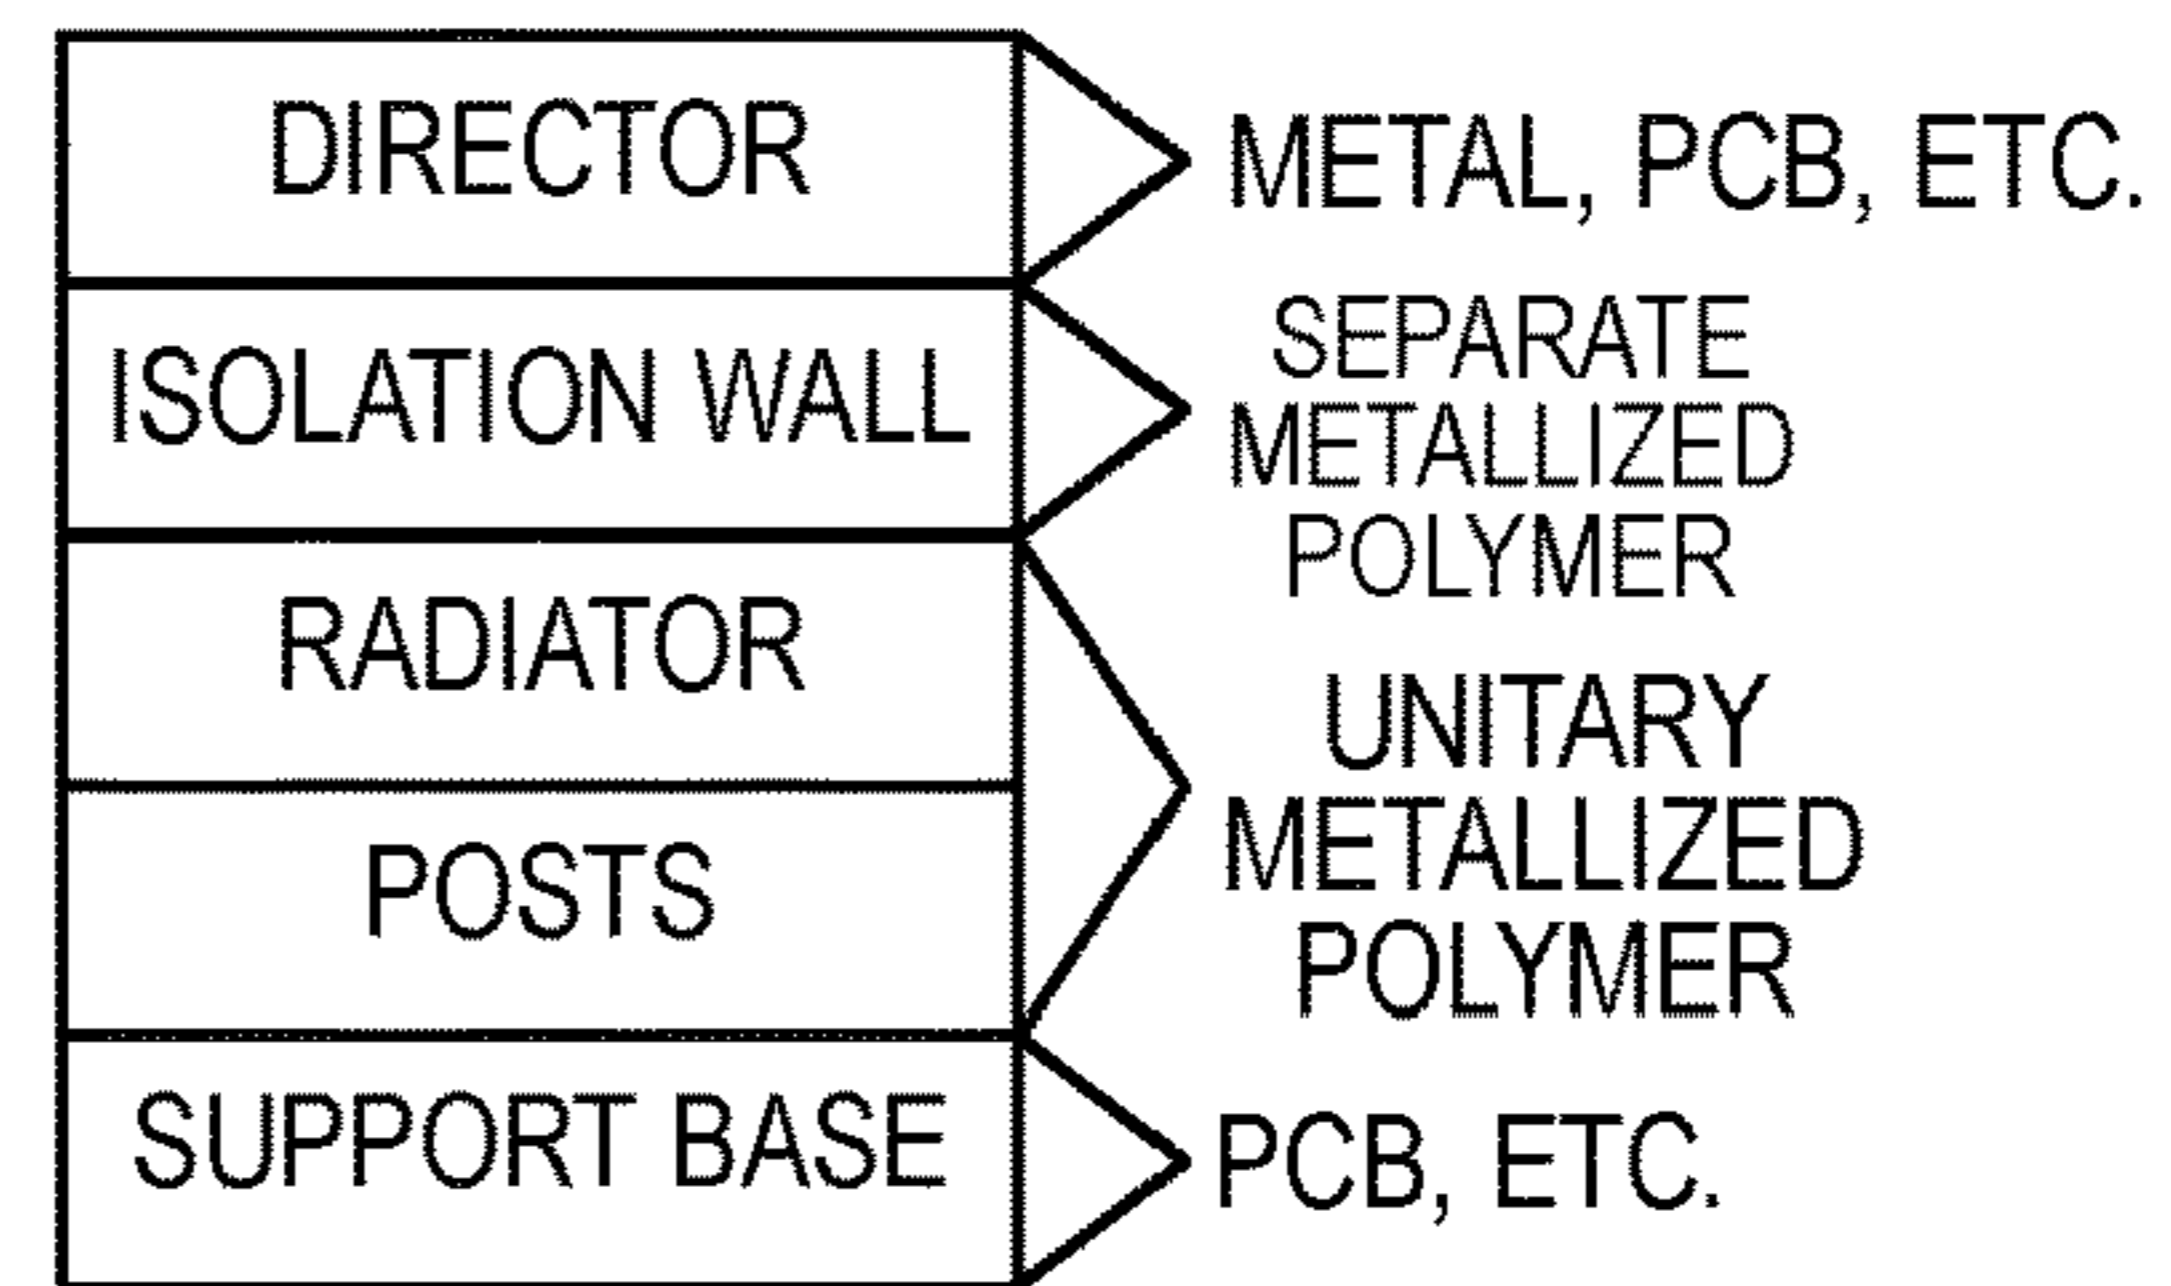 DIRECTOR
METAL, PCB, ETC.
ISOLATION WALL
SEPARATE
METALLIZED
POLYMER
RADIATOR
POSTS
UNITARY
METALLIZED
POLYMER
SUPPORT BASE
PCB, ETC.